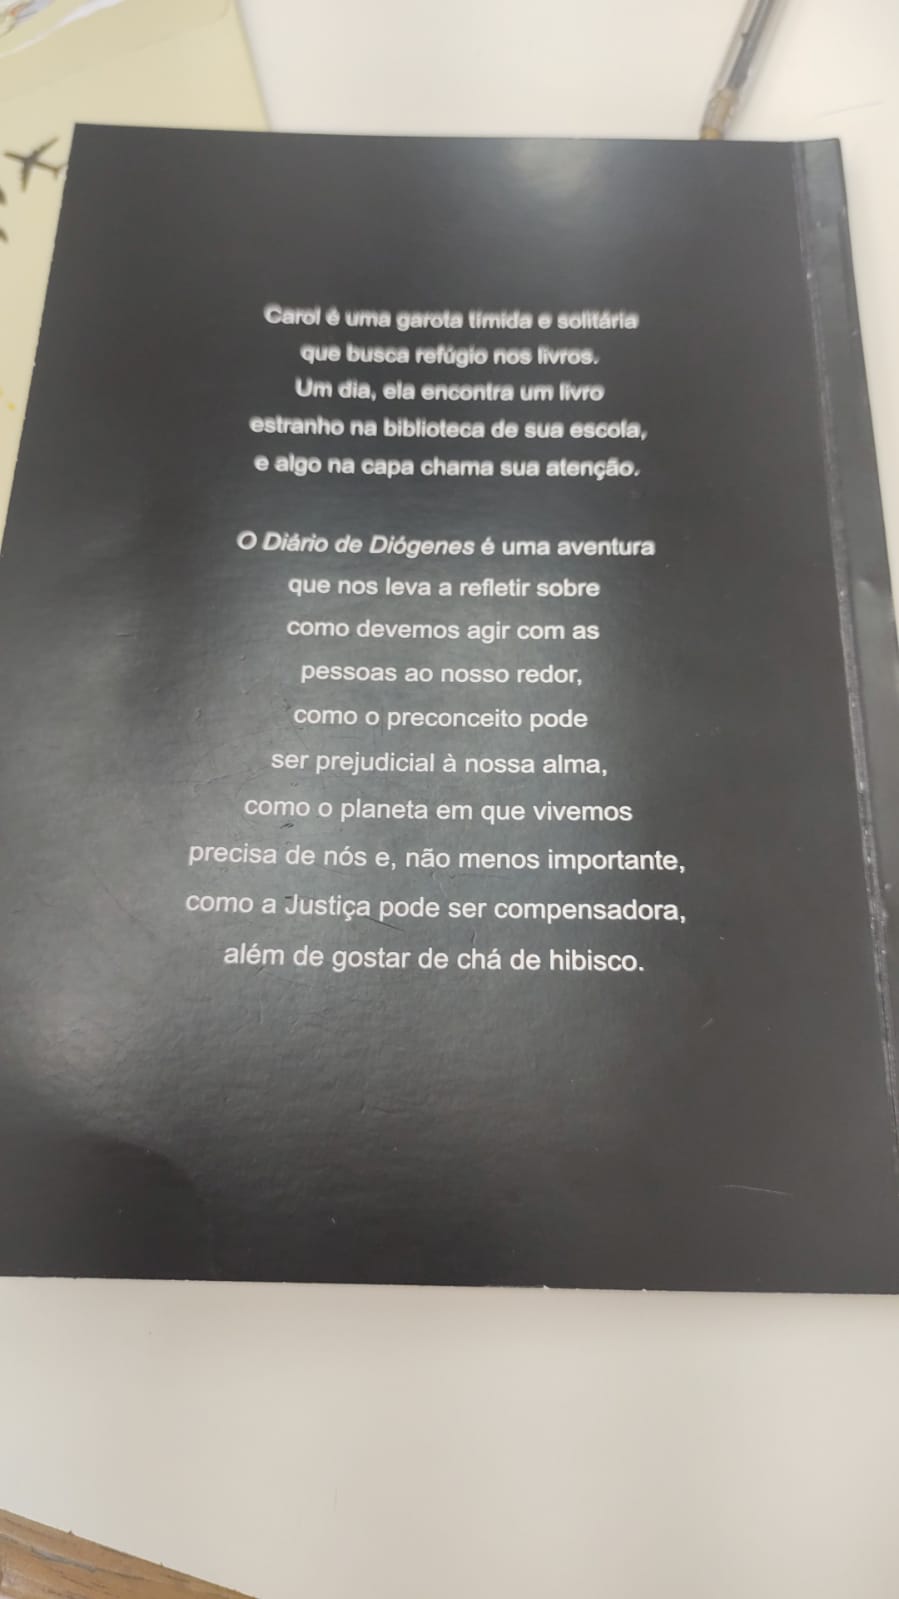 Carol é uma garota tímida e solitária
que busca refúgio nos livros.
Um dia, ela encontra um livro
estranho na biblioteca de sua escola,
e algo na capa chama sua atenção.
O Diário de Diógenes é uma aventura
que nos leva a refletir sobre
como devemos agir com as
pessoas ao nosso redor,
como o preconceito pode
ser prejudicial à nossa alma,
como o planeta em que vivemos
precisa de nós e, não menos importante,
como a Justiça pode ser compensadora,
além de gostar de chá de hibisco.